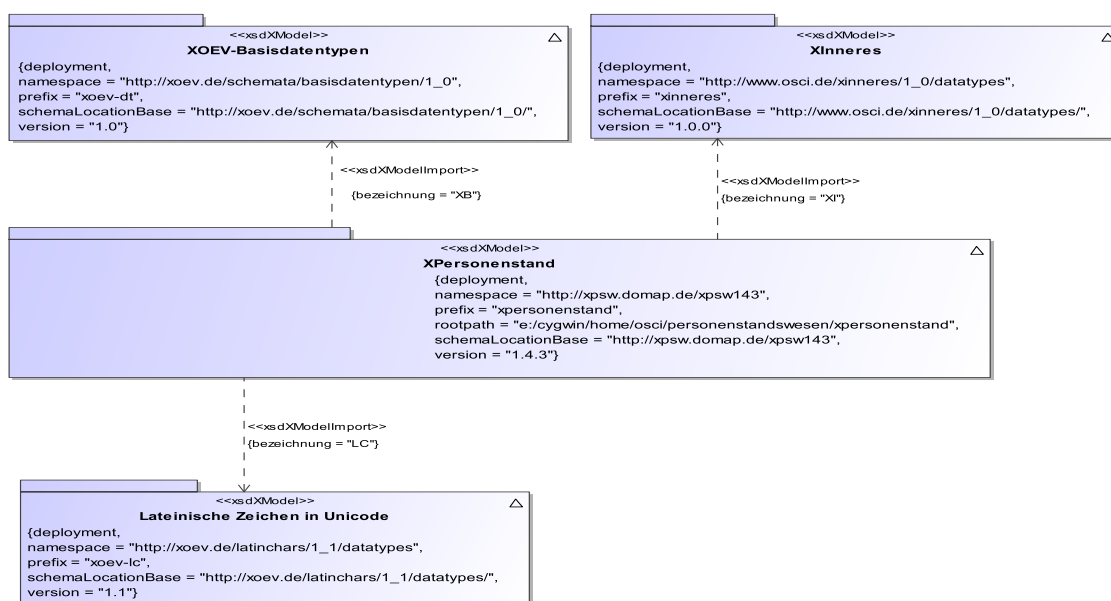 <<xsdXModel>>
XOEV-Basisdatentypen
{deployment,
namespace = "http://xoev.de/schemata/basisdatentypen/1_0",
prefix = "xoev-dt",
schemaLocationBase = "http://xoev.de/schemata/basisdatentypen/1_0/",
version = "1.0"}
<<xsdXModel>>
XInneres
{deployment,
namespace = "http://www.osci.de/xinneres/1_0/datatypes",
prefix = "xinneres",
schemaLocationBase = "http://www.osci.de/xinneres/1_0/datatypes/",
version = "1.0.0"}
<<xsdXModelImport>>
{bezeichnung = "XB"}
<<xsdXModelImport>>
{bezeichnung = "XI"}
<<xsdXModel>>
XPersonenstand
{deployment,
namespace = "http://xpsw.domap.de/xpsw143",
prefix = "xpersonenstand",
rootpath = "e:/cygwin/home/osci/personenstandswesen/xpersonenstand",
schemaLocationBase = "http://xpsw.domap.de/xpsw143",
version = "1.4.3"}
<<xsdXModelImport>>
{bezeichnung = "LC"}
<<xsdXModel>>
Lateinische Zeichen in Unicode
{deployment,
namespace = "http://xoev.de/latinchars/1_1/datatypes",
prefix = "xoev-lc",
schemaLocationBase = "http://xoev.de/latinchars/1_1/datatypes/",
version = "1.1"}